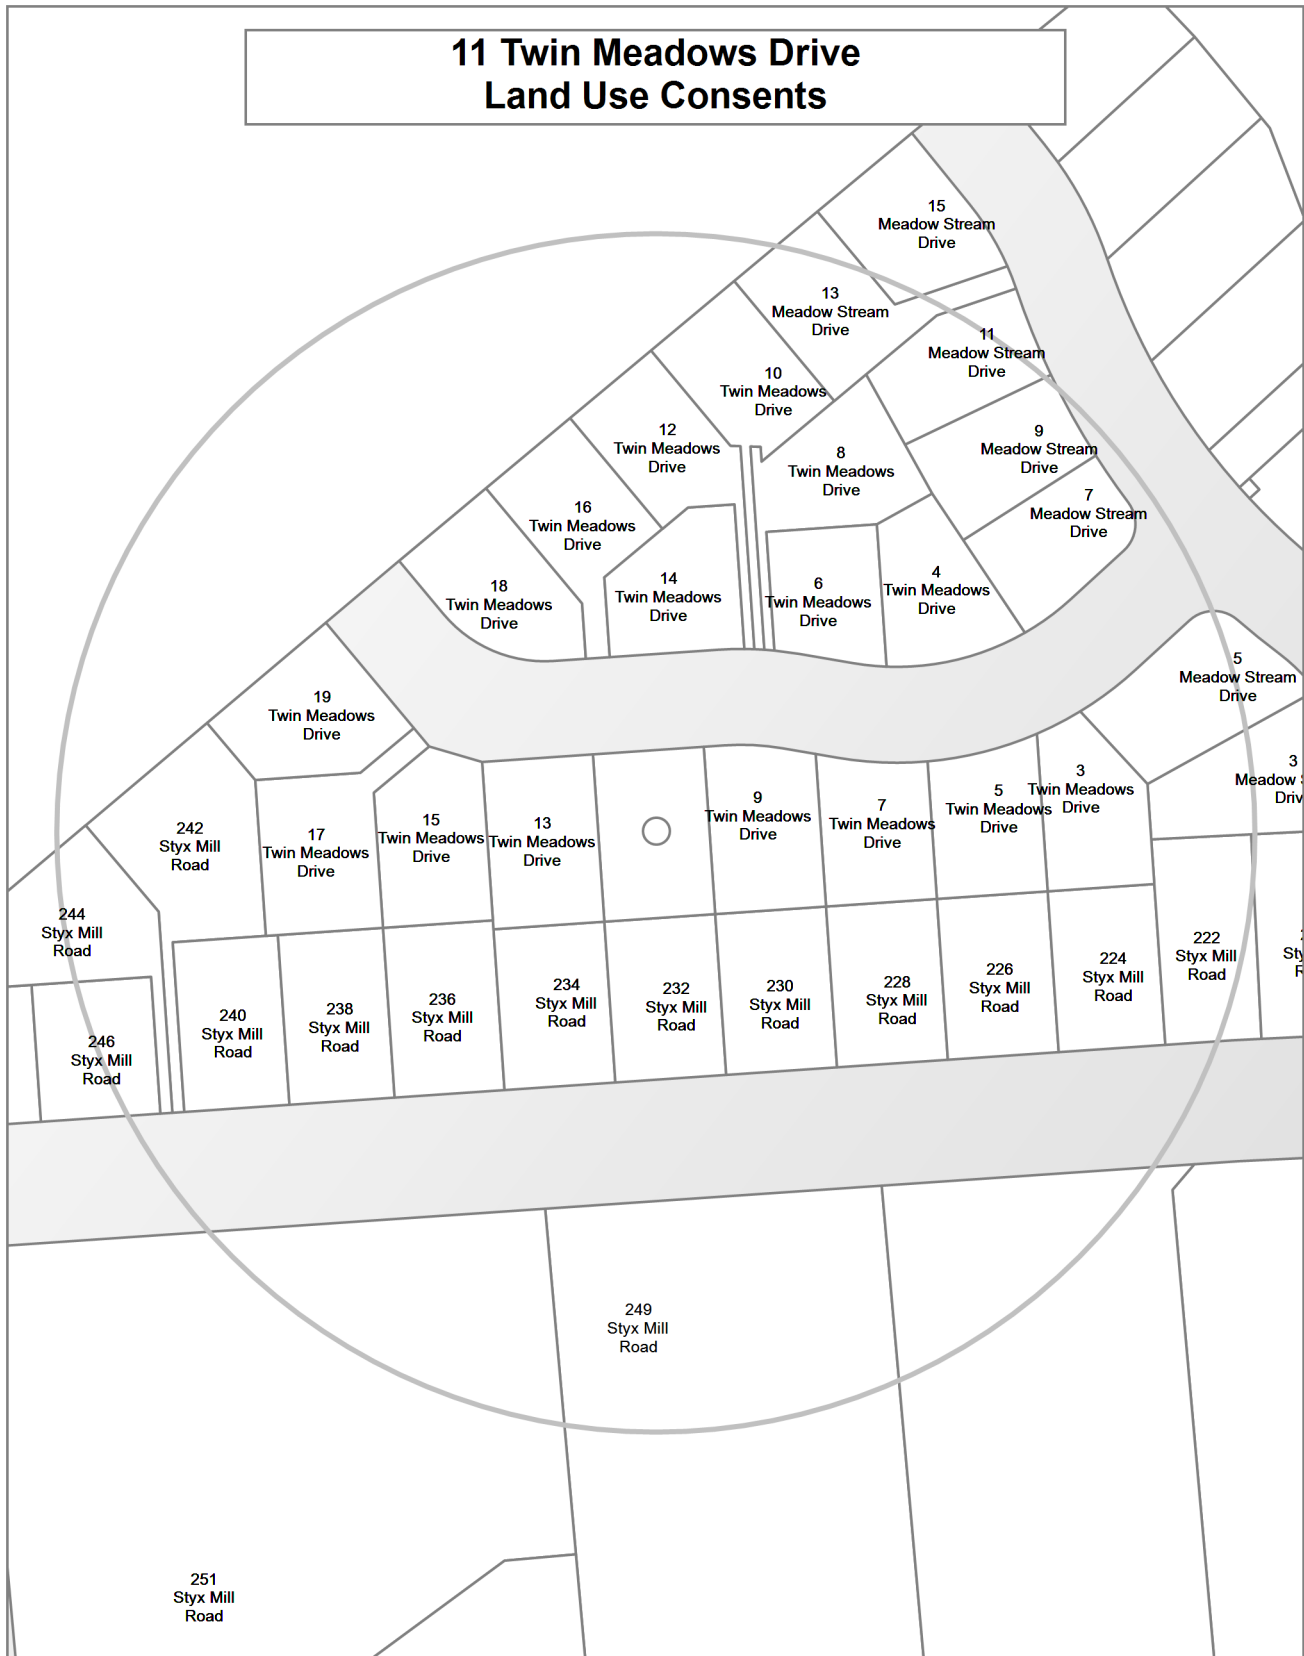 11 Twin Meadows Drive
Land Use Consents
15
Meadow Stream
Drive
13
Meadow Stream
Drive
11
Meadow Stream
Drive
10
Twin Meadows
Drive
12
Twin Meadows
Drive
9
Meadow Stream
Drive
8
Twin Meadows
Drive
7
Meadow Stream
Drive
16
Twin Meadows
Drive
18
Twin Meadows
Drive
14
Twin Meadows
Drive
6
Twin Meadows
Drive
4
Twin Meadows
Drive
5
Meadow Stream
Drive
19
Twin Meadows
Drive
3
Meadow S
Driv
3
Twin Meadows
Drive
5
Twin Meadows
Drive
7
Twin Meadows
Drive
9
Twin Meadows
Drive
13
Twin Meadows
Drive
15
Twin Meadows
Drive
17
Twin Meadows
Drive
242
Styx Mill
Road
244
Styx Mill
Road
246
Styx Mill
Road
240
Styx Mill
Road
238
Styx Mill
Road
236
Styx Mill
Road
234
Styx Mill
Road
232
Styx Mill
Road
230
Styx Mill
Road
228
Styx Mill
Road
226
Styx Mill
Road
224
Styx Mill
Road
222
Styx Mill
Road
Sty
R
249
Styx Mill
Road
251
Styx Mill
Road